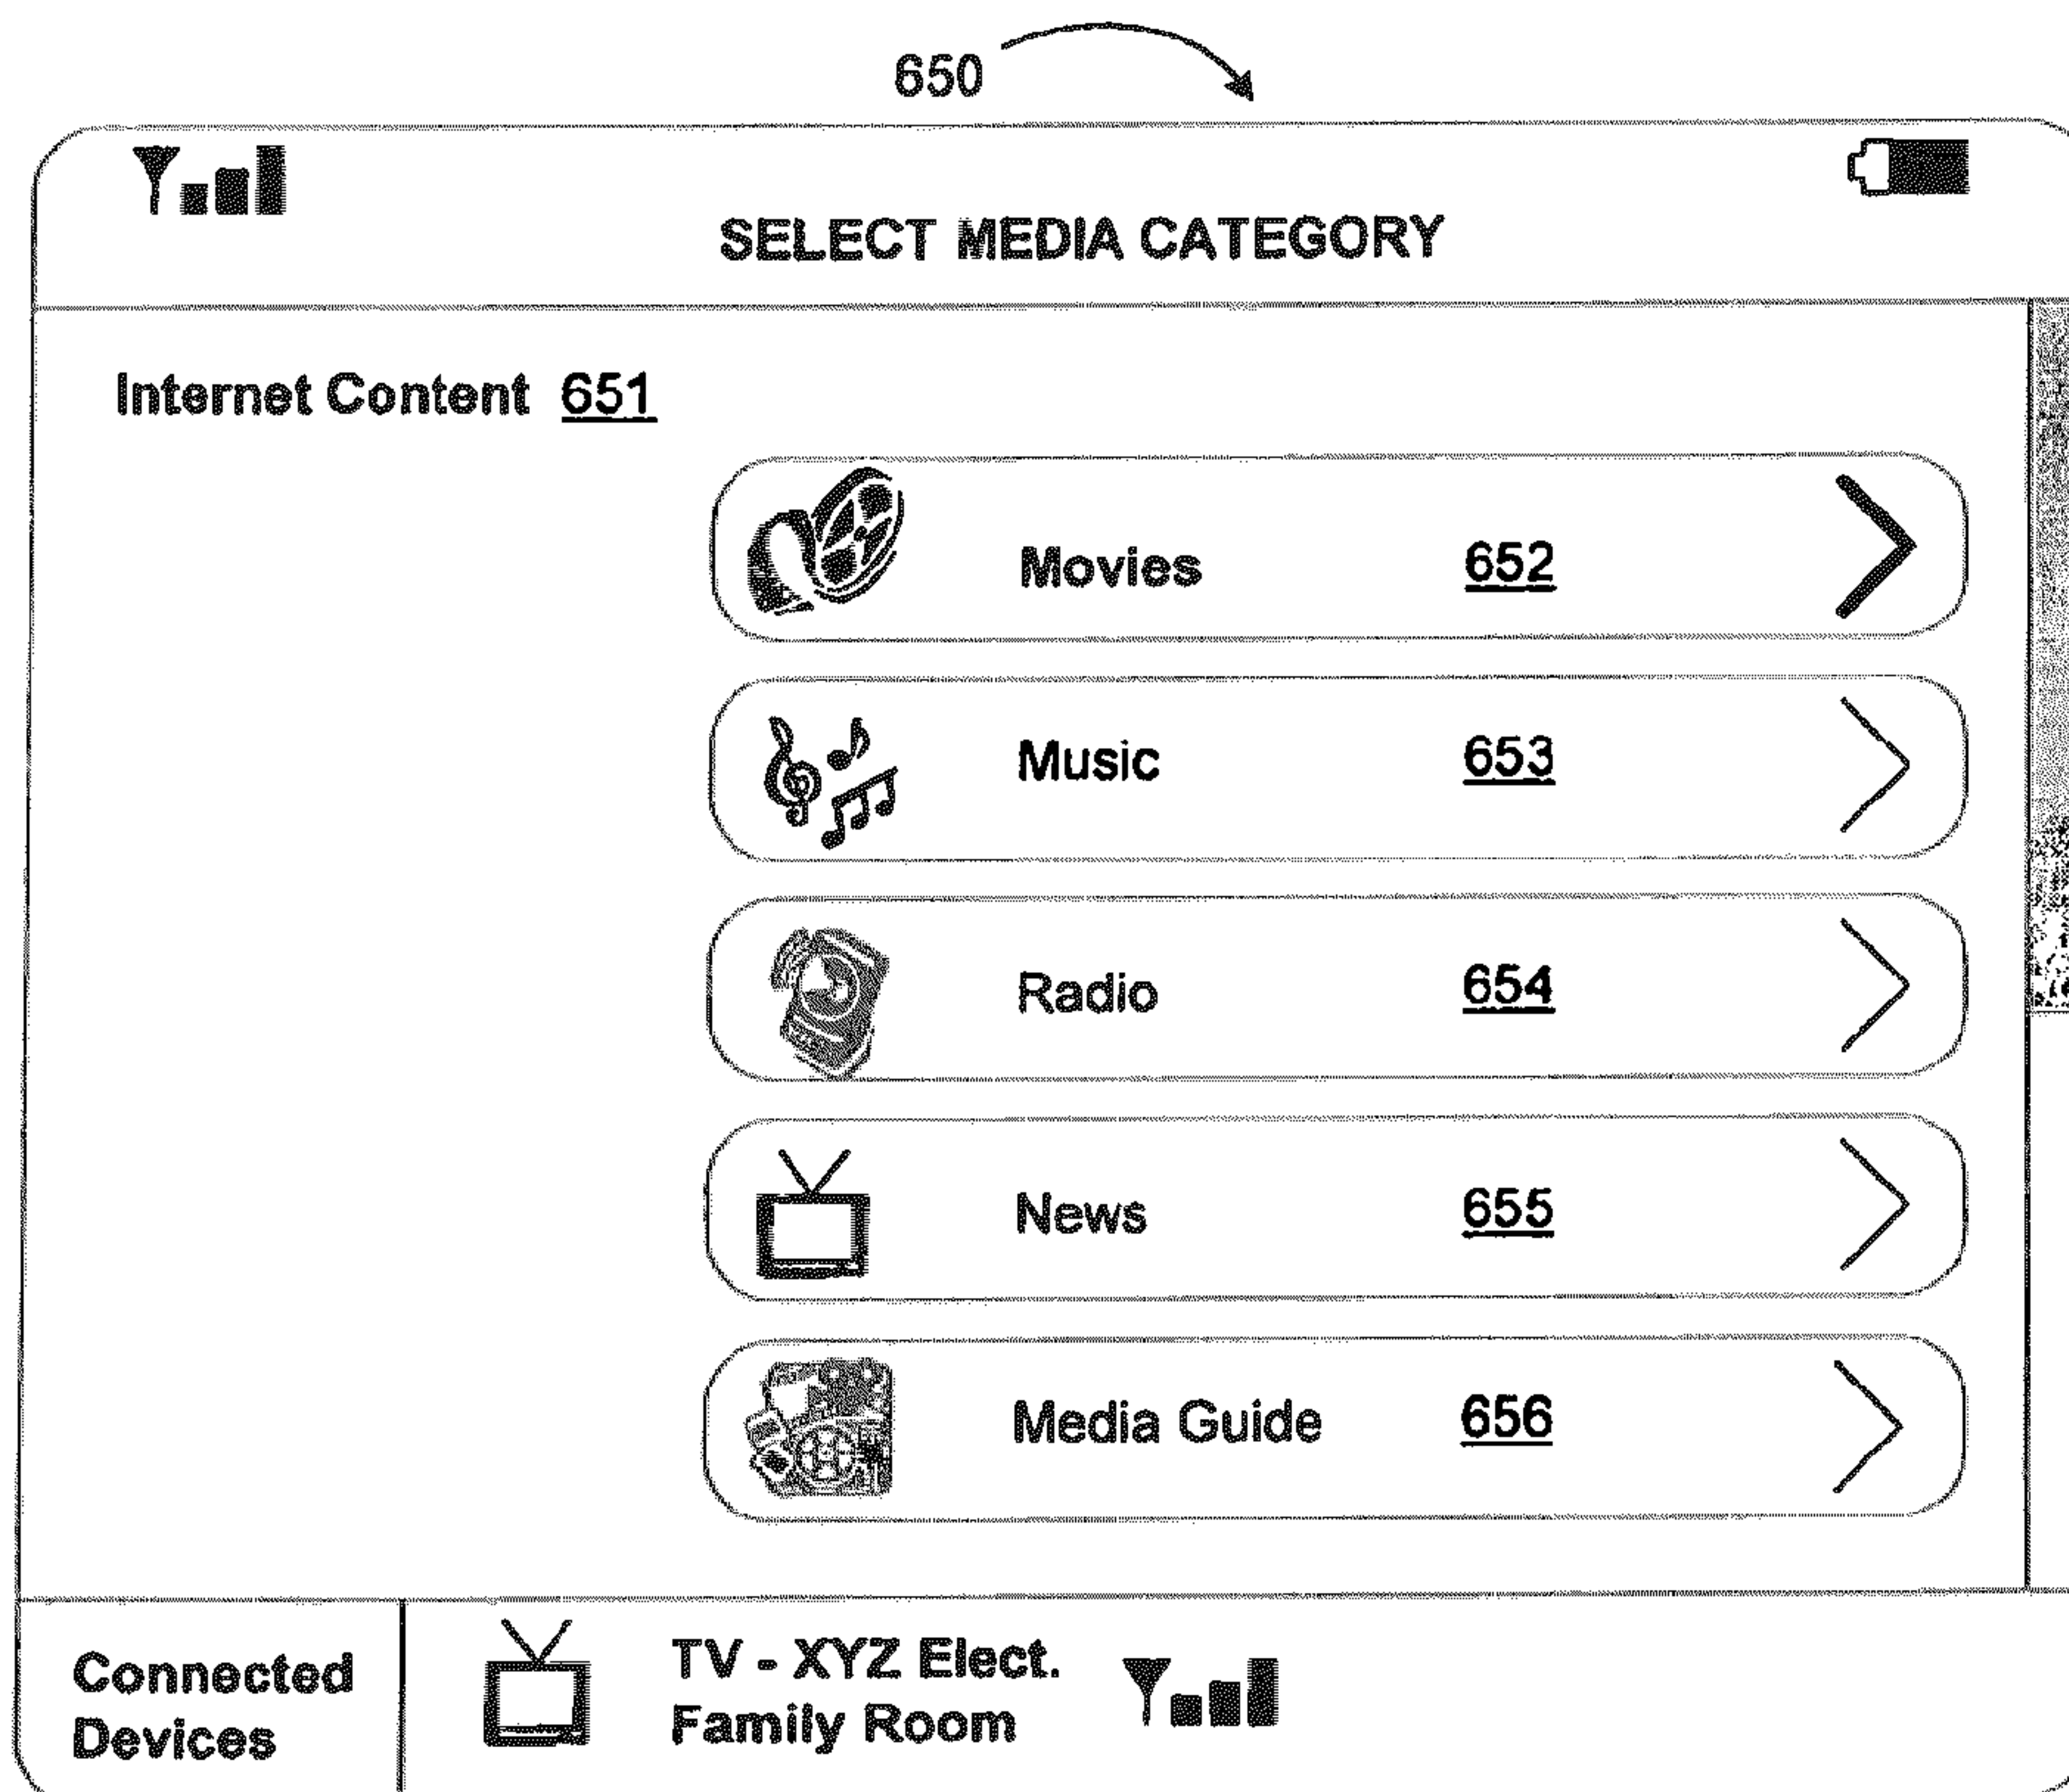 650
SELECT MEDIA CATEGORY
Internet Content 651
Movies 652
Music 653
Radio 654
News 655
Media Guide 656
Connected
Devices
TV - XYZ Elect.
Family Room